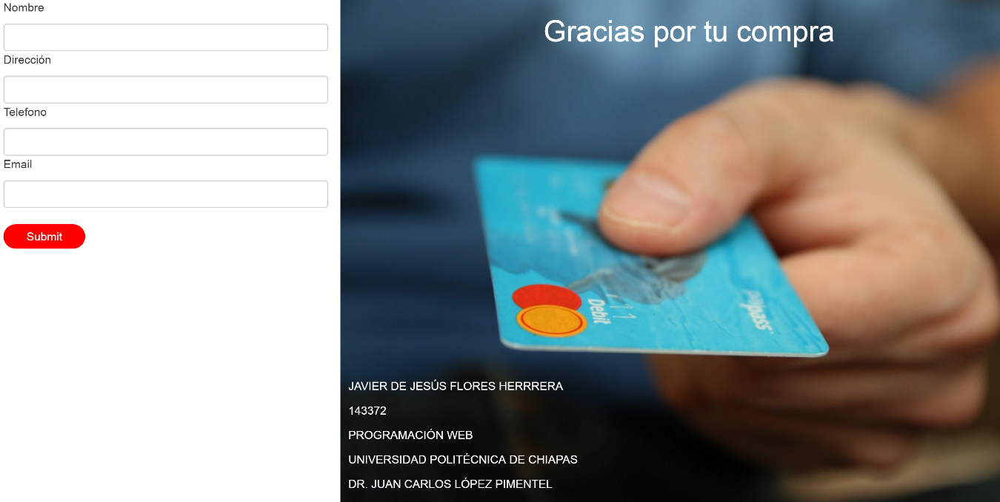 Nombre
Dirección
Telefono
Email
Submit
Gracias por tu compra
Debit
pass
JAVIER DE JESÚS FLORES HERRRERA
143372
PROGRAMACIÓN WEB
UNIVERSIDAD POLITÉCNICA DE CHIAPAS
DR. JUAN CARLOS LÓPEZ PIMENTEL